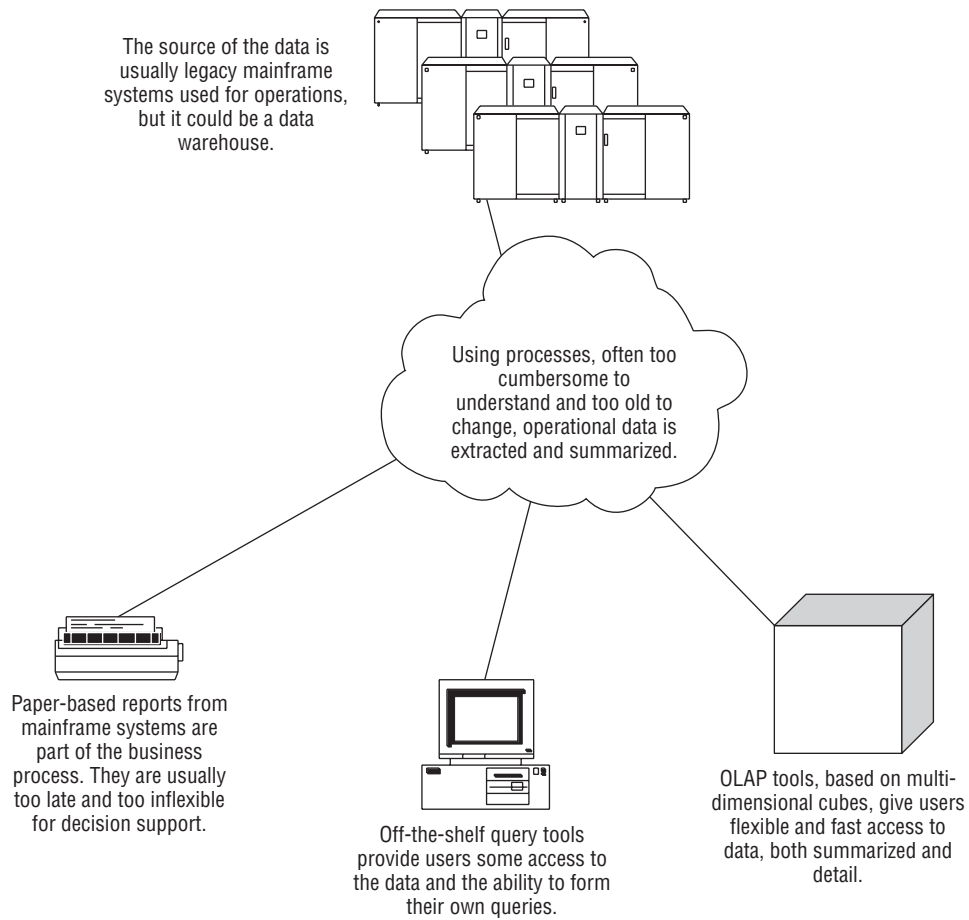 The source of the data is
usually legacy mainframe
systems used for operations,
but it could be a data
warehouse.
Using processes, often too
cumbersome to
understand and too old to
change, operational data is
extracted and summarized.
Paper-based reports from
mainframe systems are
part of the business
process. They are usually
too late and too inflexible
for decision support.
Off-the-shelf query tools
provide users some access to
the data and the ability to form
their own queries.
OLAP tools, based on multi-
dimensional cubes, give users
flexible and fast access to
data, both summarized and
detail.